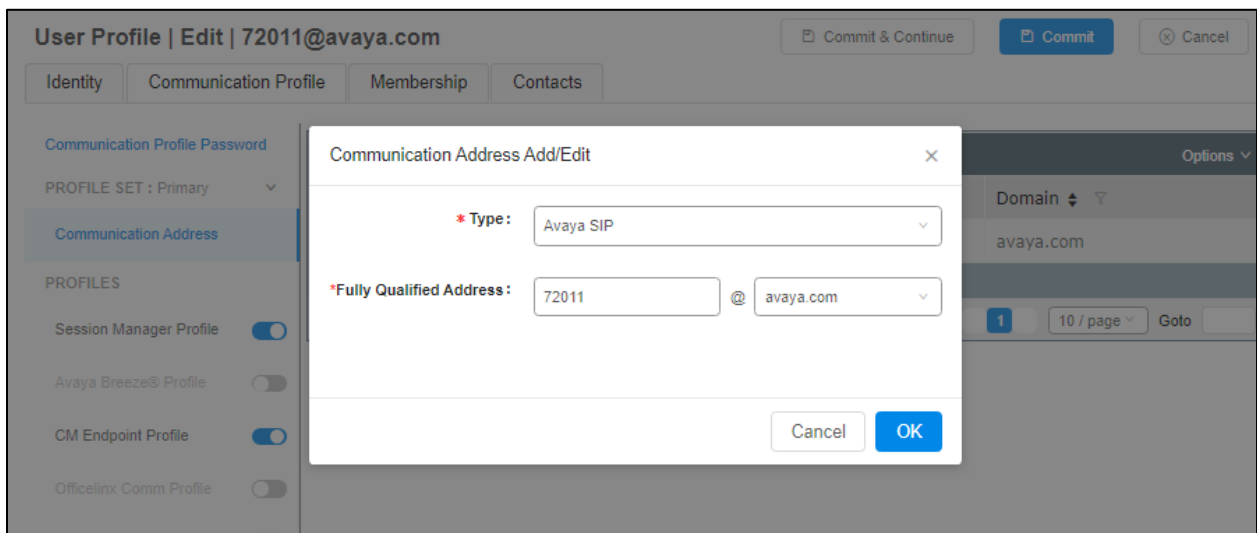 User Profile | Edit | 72011@avaya.com
Commit & Continue
Commit
Cancel
Identity
Communication Profile
Membership
Contacts
Communication Profile Password
PROFILE SET : Primary
Communication Address
PROFILES
Session Manager Profile
Avaya Breeze® Profile
CM Endpoint Profile
Officelinx Comm Profile
Communication Address Add/Edit
* Type :
Avaya SIP
*Fully Qualified Address :
72011
@
avaya.com
Cancel
OK
Options
Domain
avaya.com
1
10 / page
Goto